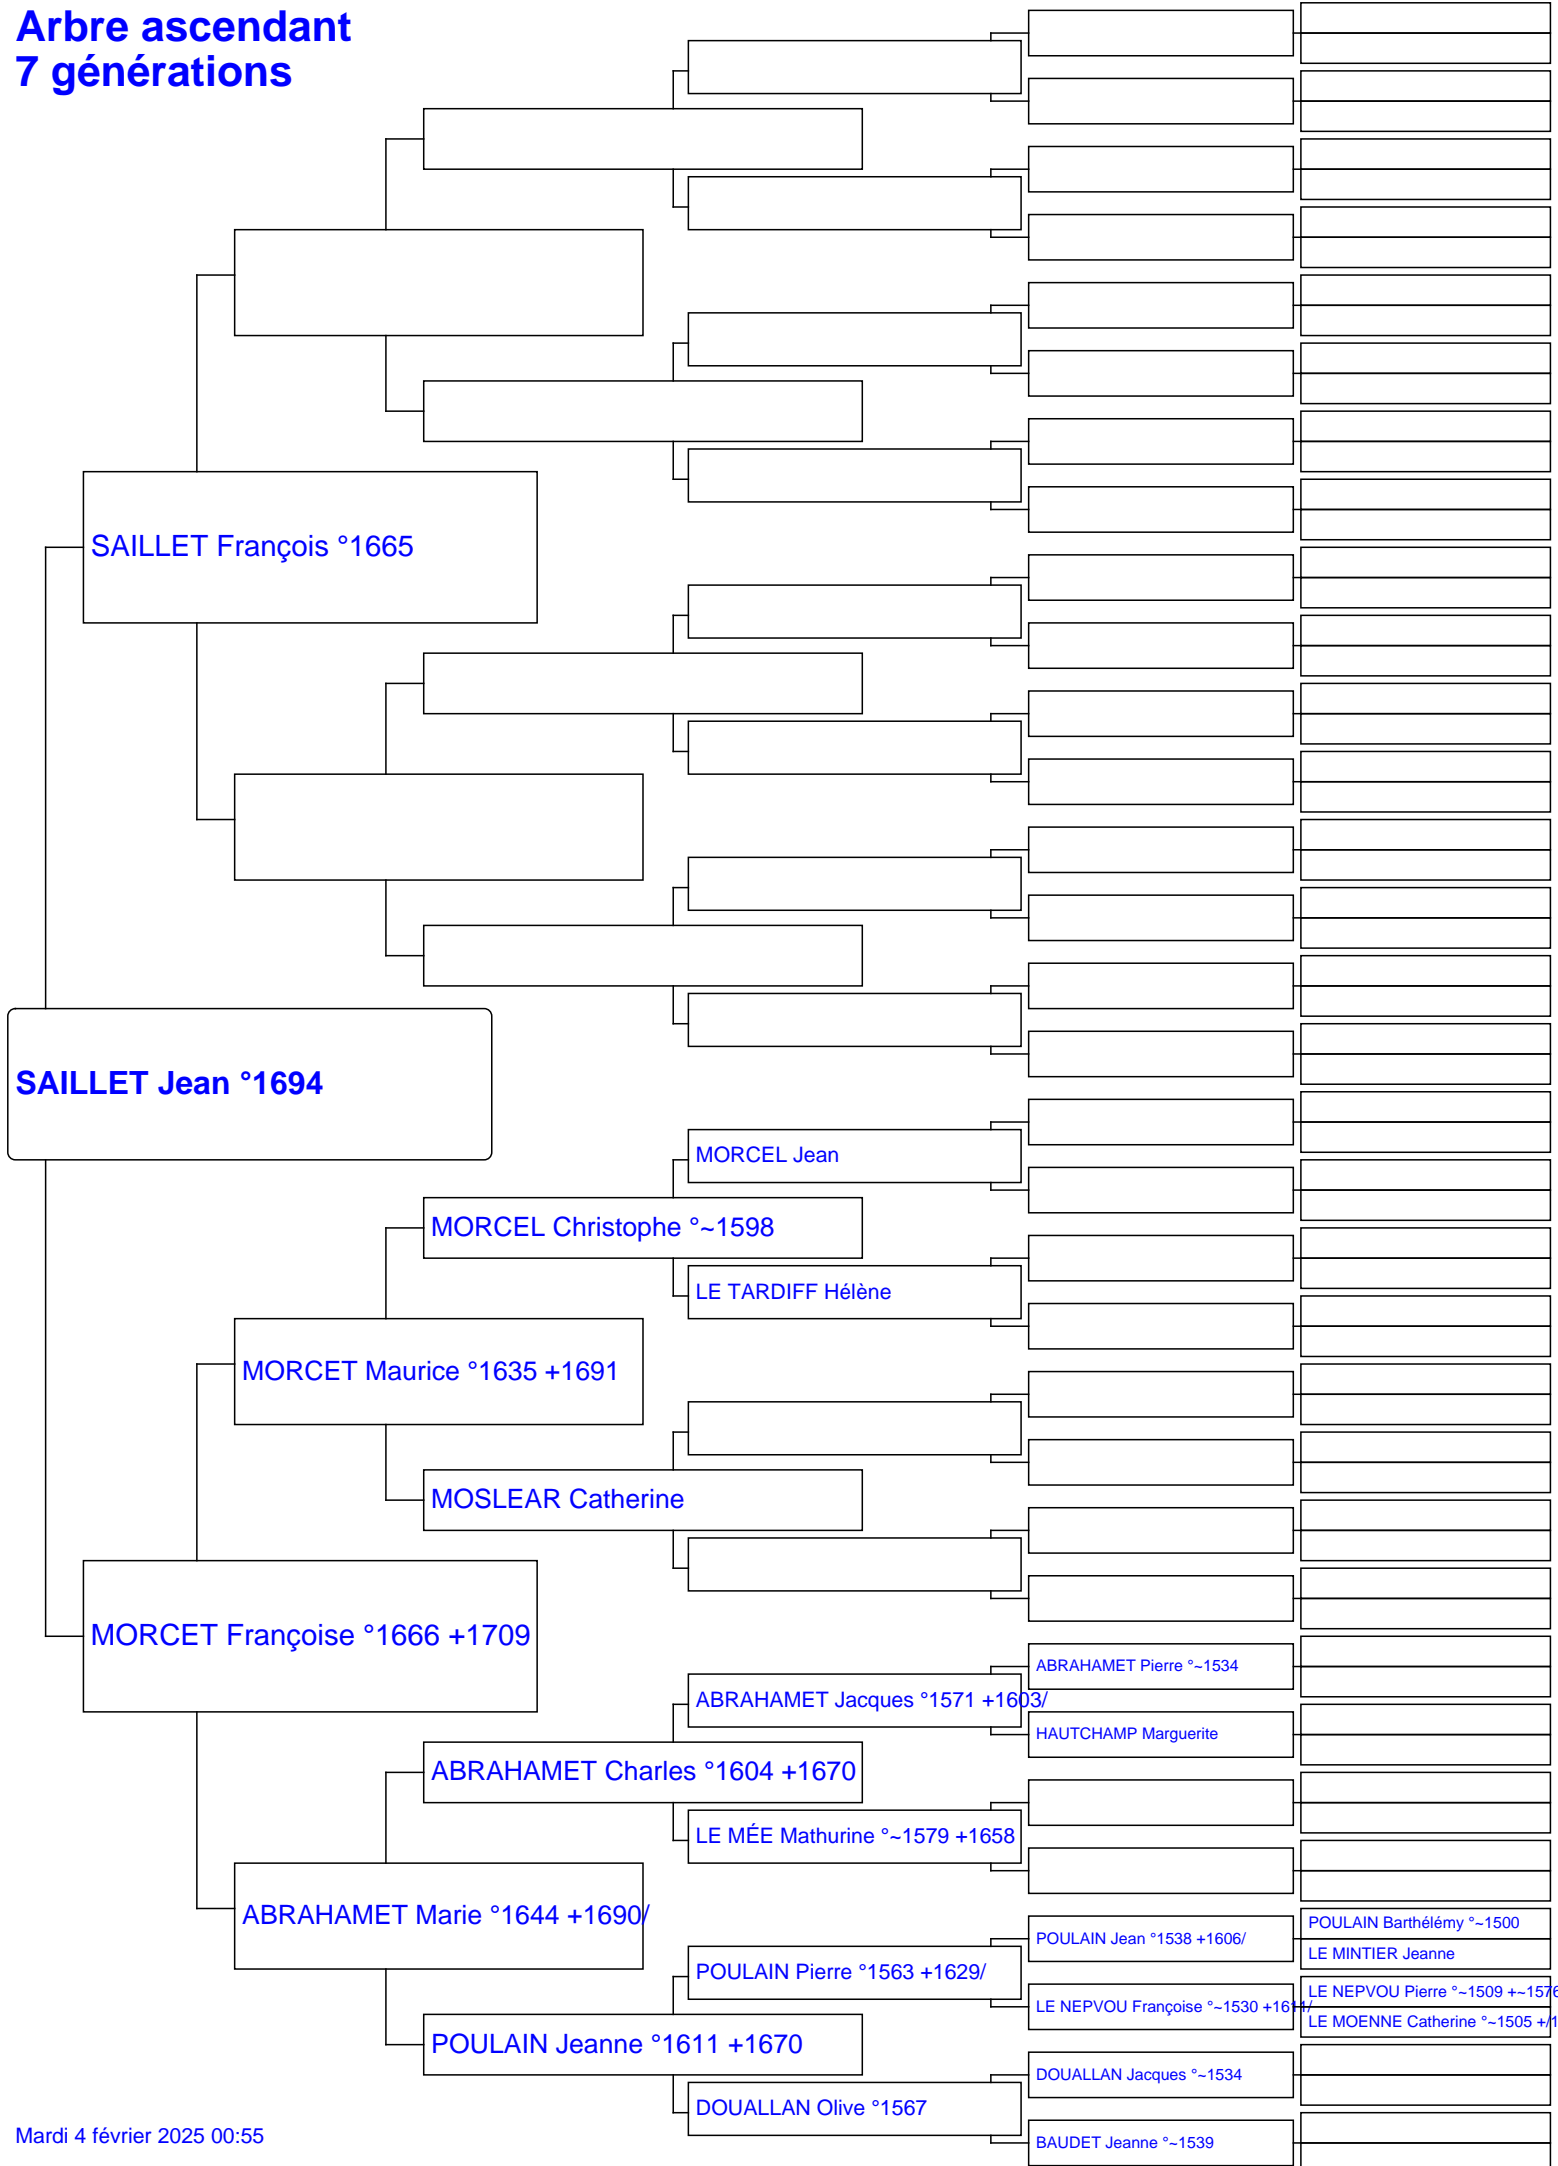 Arbre ascendant
7 générations
SAILLET François °1665
SAILLET Jean °1694
MORCEL Jean
MORCEL Christophe °~1598
LE TARDIFF Hélène
MORCET Maurice °1635 +1691
MOSLEAR Catherine
MORCET Françoise °1666 +1709
ABRAHAMET Pierre °~1534
ABRAHAMET Jacques °1571 +1603/
HAUTCHAMP Marguerite
ABRAHAMET Charles °1604 +1670
LE MÉE Mathurine °~1579 +1658
ABRAHAMET Marie °1644 +1690/
POULAIN Barthélémy °~1500
POULAIN Jean °1538 +1606/
LE MINTIER Jeanne
POULAIN Pierre °1563 +1629/
LE NEPVOU Pierre °~1509 +~1576
LE NEPVOU Françoise °~1530 +1611/
LE MOENNE Catherine °~1505 +/1
POULAIN Jeanne °1611 +1670
DOUALLAN Jacques °~1534
DOUALLAN Olive °1567
BAUDET Jeanne °~1539
Mardi 4 février 2025 00:55